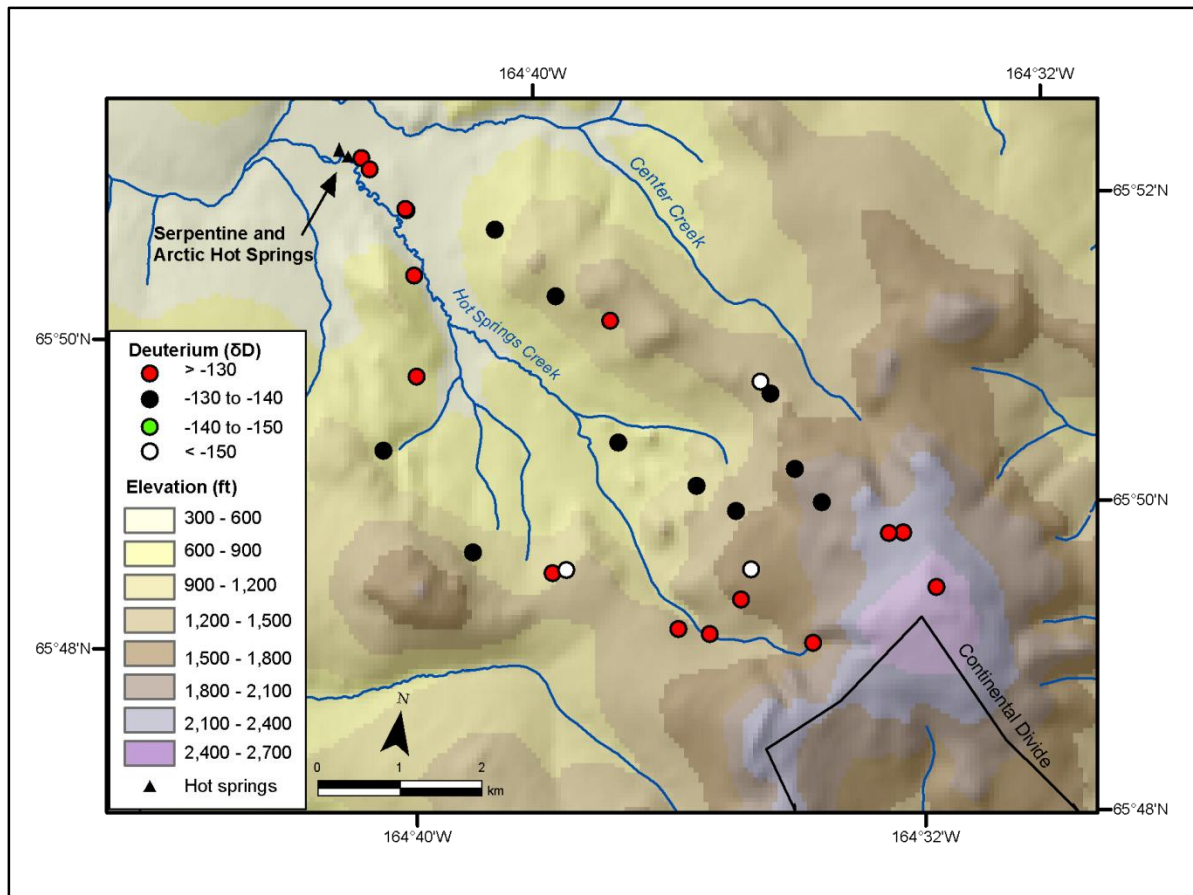 164°40'W
164°32'W
65°52'N
Center Creek
Serpentine and
Arctic Hot Springs
Hot Springs Creek
65°50'N
Deuterium (δD)
> -130
-130 to -140
-140 to -150
< -150
Elevation (ft)
300 - 600
600 - 900
900 - 1,200
1,200 - 1,500
1,500 - 1,800
1,800 - 2,100
2,100 - 2,400
2,400 - 2,700
Hot springs
65°50'N
65°48'N
Continental Divide
N
0 1 2
km
65°48'N
164°40'W
164°32'W